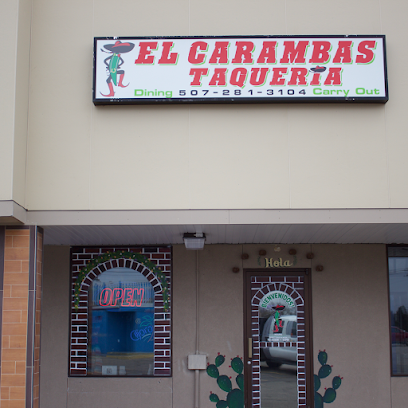 EL CARAMBAS
TAQUERIA
Dining 507-281-3104 Carry Out
Hola
OPEN
BIENVENIDOS